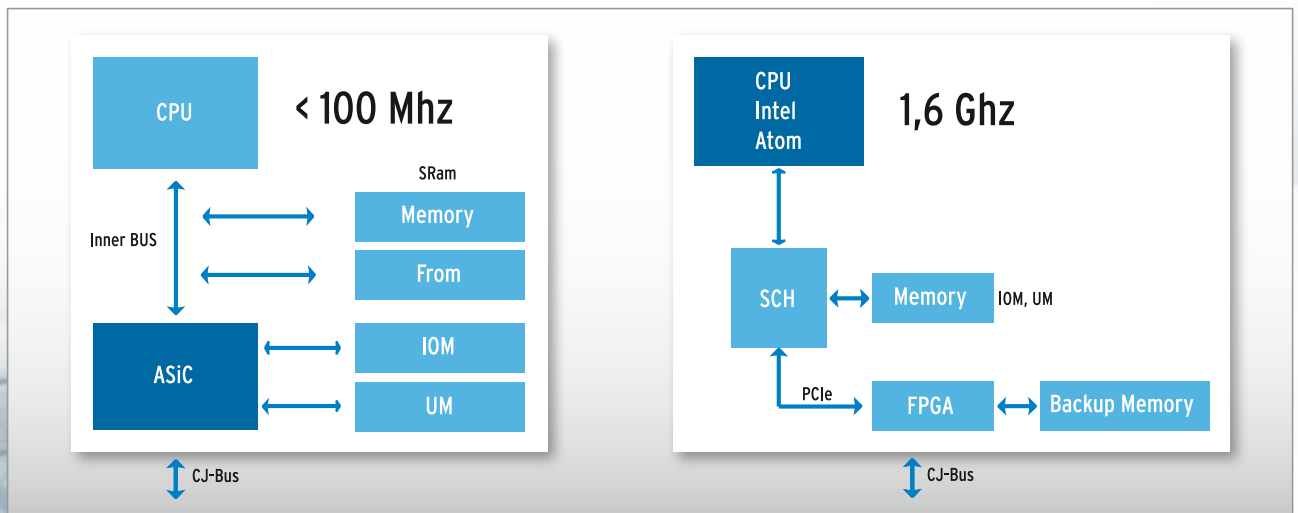 CPU
< 100 Mhz
SRam
Memory
Inner BUS
From
ASiC
IOM
UM
CJ-Bus
CPU
Intel
Atom
1,6 Ghz
SCH
Memory
IOM, UM
PCIe
FPGA
Backup Memory
CJ-Bus